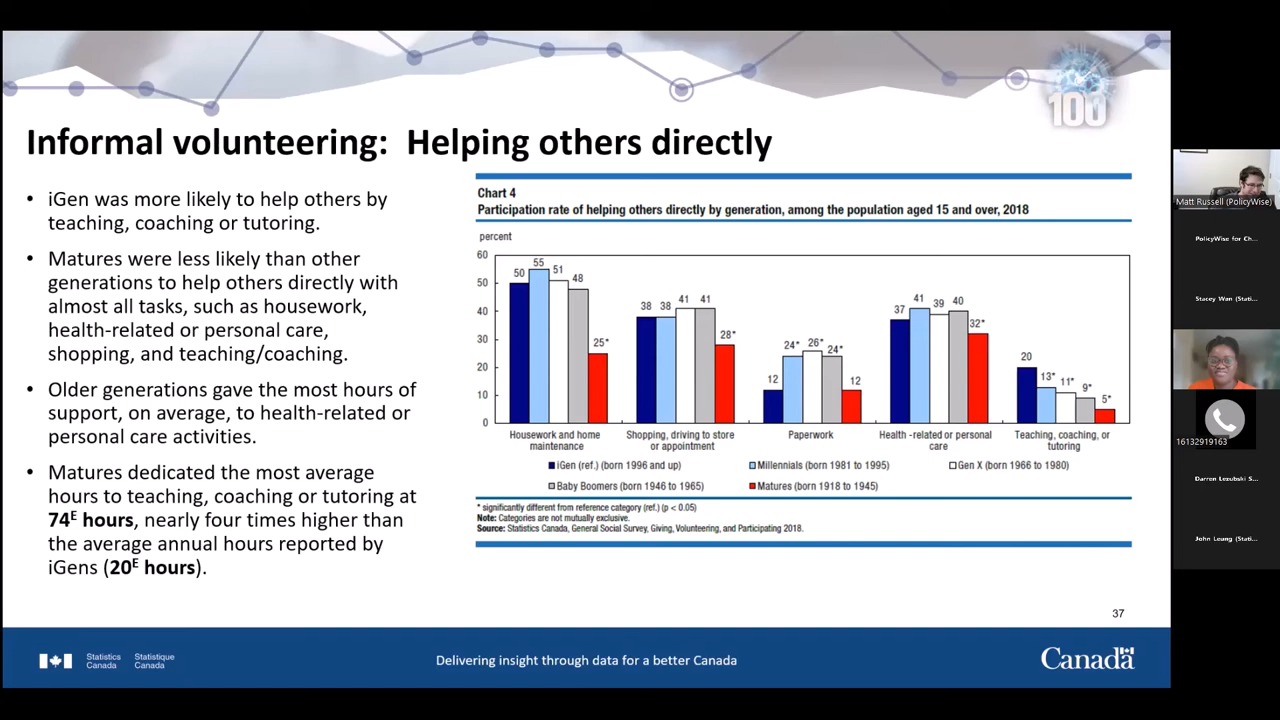 100
Informal volunteering: Helping others directly
• iGen was more likely to help others by
teaching, coaching or tutoring.
• Matures were less likely than other
generations to help others directly with
almost all tasks, such as housework,
health-related or personal care,
shopping, and teaching/coaching.
• Older generations gave the most hours of
support, on average, to health-related or
personal care activities.
• Matures dedicated the most average
hours to teaching, coaching or tutoring at
74ᴱ hours, nearly four times higher than
the average annual hours reported by
iGens (20ᴱ hours).
Chart 4
Participation rate of helping others directly by generation, among the population aged 15 and over, 2018
percent
60
50
40
30
20
10
0
50 55 51 48 25*
38 38 41 41 28*
12 24* 26* 24* 12
37 41 39 40 32*
20 13* 11* 9* 5*
Housework and home
maintenance
Shopping, driving to store
or appointment
Paperwork
Health -related or personal
care
Teaching, coaching, or
tutoring
iGen (ref.) (born 1996 and up) Millennials (born 1981 to 1995) Gen X (born 1966 to 1980)
Baby Boomers (born 1946 to 1965) Matures (born 1918 to 1945)
* significantly different from reference category (ref.) (p < 0.05)
Note: Categories are not mutually exclusive.
Source: Statistics Canada, General Social Survey, Giving, Volunteering, and Participating 2018.
37
Statistics Statistique
Canada Canada
Delivering insight through data for a better Canada
Canada
Matt Russell (PolicyWise)
PolicyWise for Ch...
Stacey Wan (Stati...
16132919163
Darren Lezubski S...
John Leung (Stati...